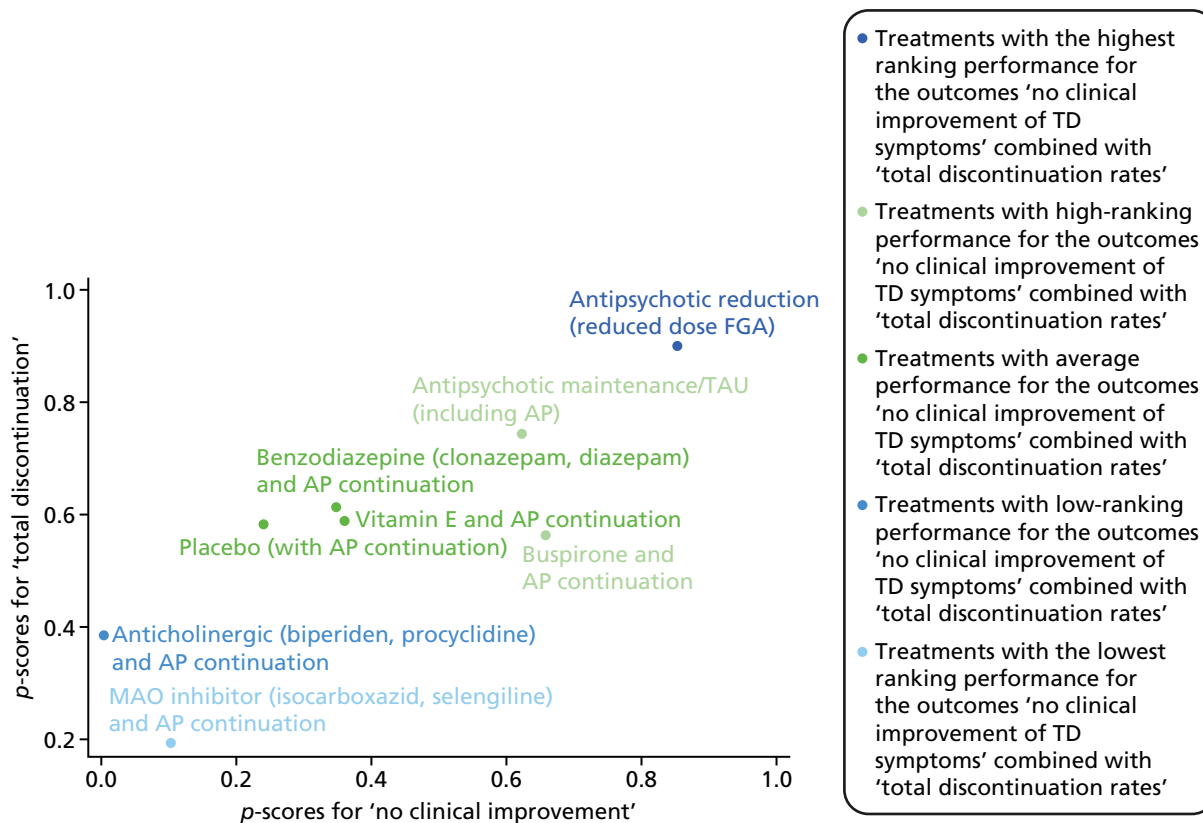 p-scores for 'total discontinuation'
1.0
0.8
0.6
0.4
0.2
Antipsychotic reduction
(reduced dose FGA)
Antipsychotic maintenance/TAU
(including AP)
Benzodiazepine (clonazepam, diazepam)
and AP continuation
Vitamin E and AP continuation
Placebo (with AP continuation)
Buspirone and
AP continuation
Anticholinergic (biperiden, procyclidine)
and AP continuation
MAO inhibitor (isocarboxazid, selengiline)
and AP continuation
0.0 0.2 0.4 0.6 0.8 1.0
p-scores for 'no clinical improvement'
Treatments with the highest
ranking performance for
the outcomes 'no clinical
improvement of TD
symptoms' combined with
'total discontinuation rates'
Treatments with high-ranking
performance for the outcomes
'no clinical improvement of
TD symptoms' combined with
'total discontinuation rates'
Treatments with average
performance for the outcomes
'no clinical improvement of
TD symptoms' combined with
'total discontinuation rates'
Treatments with low-ranking
performance for the outcomes
'no clinical improvement of
TD symptoms' combined with
'total discontinuation rates'
Treatments with the lowest
ranking performance for
the outcomes 'no clinical
improvement of TD
symptoms' combined with
'total discontinuation rates'